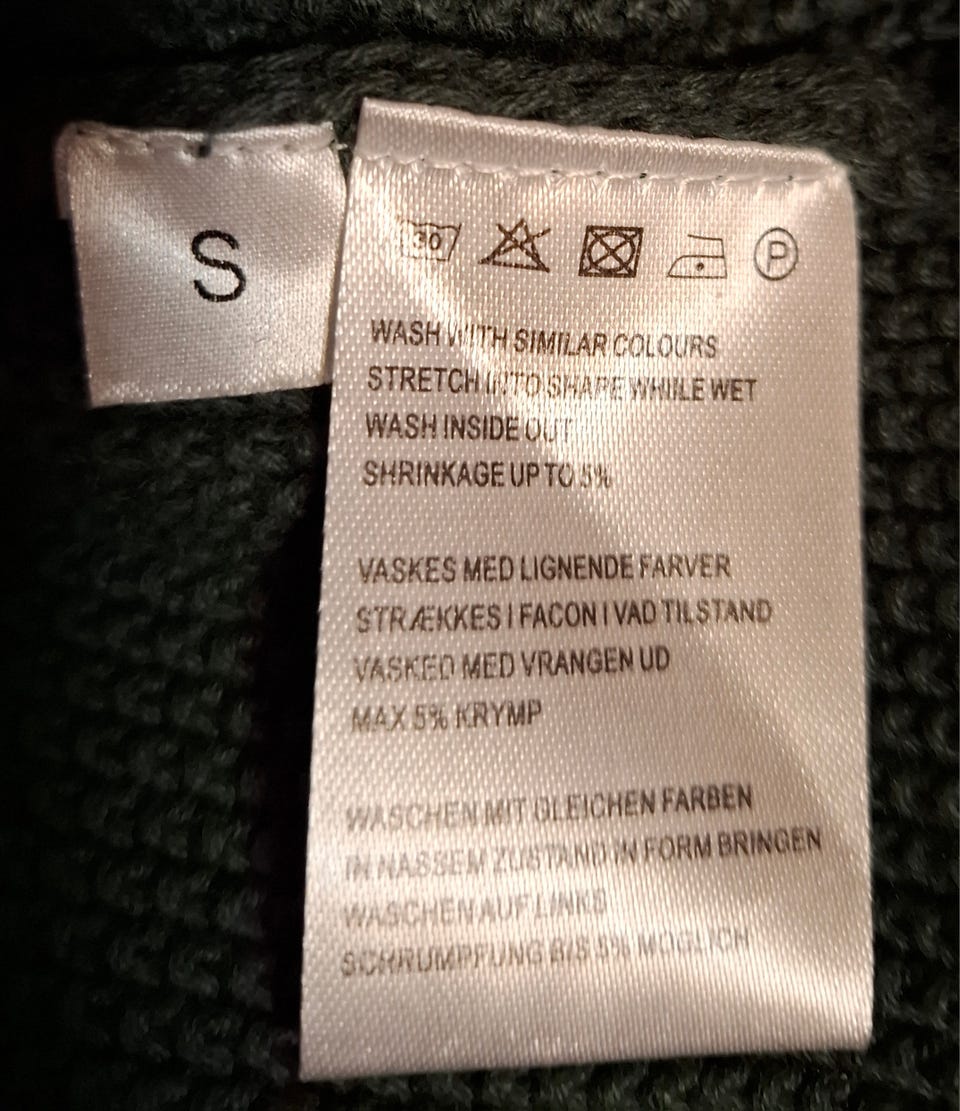 S
30
P
WASH WITH SIMILAR COLOURS
STRETCH INTO SHAPE WHILE WET
WASH INSIDE OUT
SHRINKAGE UP TO 5%
VASKES MED LIGNENDE FARVER
STRÆKKES I FACON I VAD TILSTAND
VASKED MED VRANGEN UD
MAX 5% KRYMP
WASCHEN MIT GLEICHEN FARBEN
IN NASSEM ZUSTAND IN FORM BRINGEN
WASCHEN AUF LINKS
SCHRUMPFUNG BIS 5% MÖGLICH